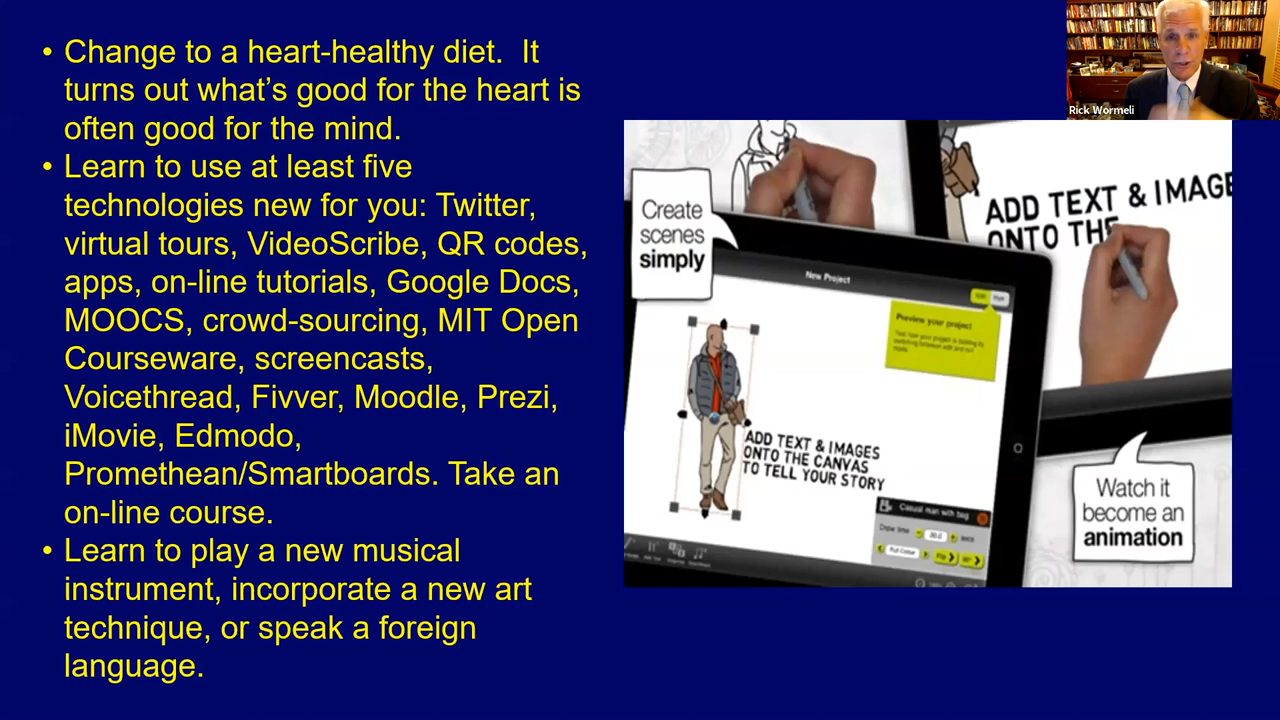 • Change to a heart-healthy diet.  It
turns out what's good for the heart is
often good for the mind.
• Learn to use at least five
technologies new for you: Twitter,
virtual tours, VideoScribe, QR codes,
apps, on-line tutorials, Google Docs,
MOOCS, crowd-sourcing, MIT Open
Courseware, screencasts,
Voicethread, Fivver, Moodle, Prezi,
iMovie, Edmodo,
Promethean/Smartboards. Take an
on-line course.
• Learn to play a new musical
instrument, incorporate a new art
technique, or speak a foreign
language.
Rick Wormeli
Create
scenes
simply
ADD TEXT & IMAGE
ONTO THE
New Project
Preview your project
ADD TEXT & IMAGES
ONTO THE CANVAS
TO TELL YOUR STORY
Casual man with bag
Draw time
secs
Watch it
become an
animation